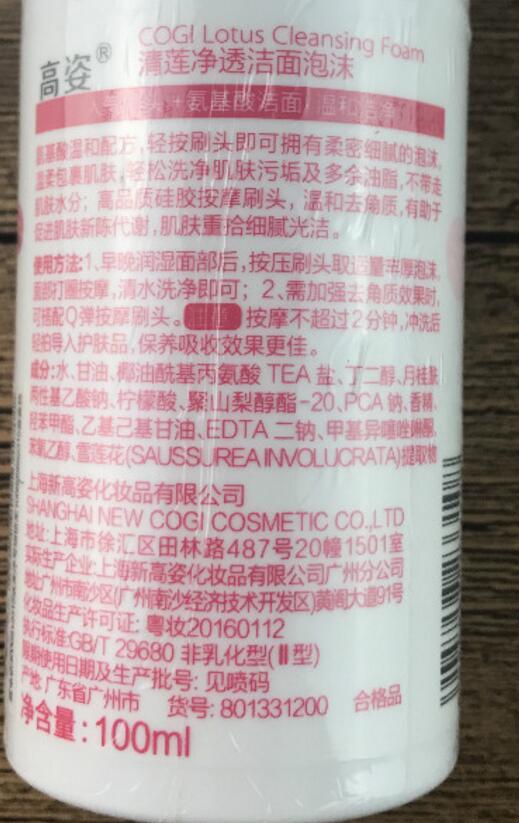 COGI Lotus Cleansing Foam
高姿®
清莲净透洁面泡沫
氨基酸洁面
氨基酸温和配方，轻按刷头即可拥有柔密细腻的泡沫，
温柔包裹肌肤，轻松洗净肌肤污垢及多余油脂，不带走
肌肤水分；高品质硅胶按摩刷头，温和去角质，有助于
促进肌肤新陈代谢，肌肤重拾细腻光洁。
使用方法:1、早晚润湿面部后，按压刷头取适量丰厚泡沫，
面部打圈按摩，清水洗净即可；2、需加强去角质效果时，
可搭配Q弹按摩刷头。 按摩不超过2分钟，冲洗后
轻拍导入护肤品，保养吸收效果更佳。
成分:水、甘油、椰油酰基丙氨酸 TEA 盐、丁二醇、月桂酰
两性基乙酸钠、柠檬酸、聚山梨醇酯-20、PCA 钠、香精、
羟苯甲酯、乙基己基甘油、EDTA 二钠、甲基异噻唑啉酮、
苯氧乙醇、雪莲花(SAUSSUREA INVOLUCRATA)提取物
上海新高姿化妆品有限公司
SHANGHAI NEW COGI COSMETIC CO.,LTD
地址:上海市徐汇区田林路487号20幢1501室
实际生产企业:上海新高姿化妆品有限公司广州分公司
地址:广州市南沙区(广州南沙经济技术开发区)黄阁大道91号
化妆品生产许可证: 粤妆20160112
执行标准:GB/T 29680 非乳化型(Ⅱ型)
限期使用日期及生产批号: 见喷码
产地: 广东省广州市 货号: 801331200 合格品
净含量: 100ml